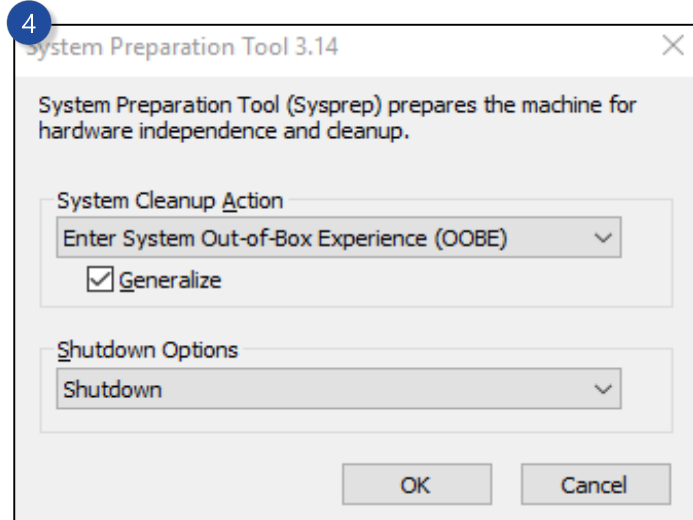 4
System Preparation Tool 3.14
System Preparation Tool (Sysprep) prepares the machine for
hardware independence and cleanup.
System Cleanup Action
Enter System Out-of-Box Experience (OOBE)
Generalize
Shutdown Options
Shutdown
OK
Cancel